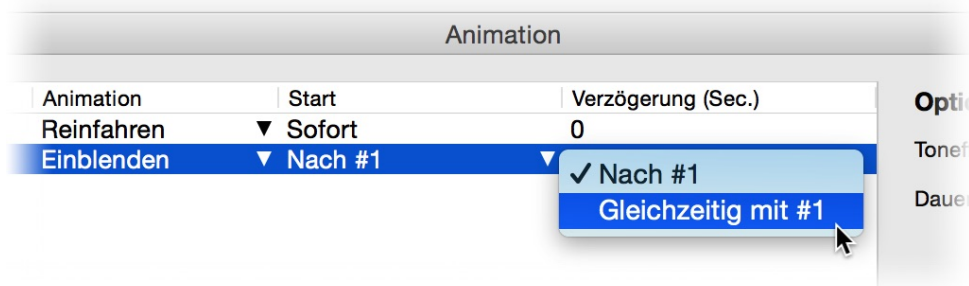 Animation
Animation Start Verzögerung (Sec.)
Reinfahren ▼ Sofort 0
Einblenden ▼ Nach #1 ▼
✓ Nach #1
Gleichzeitig mit #1